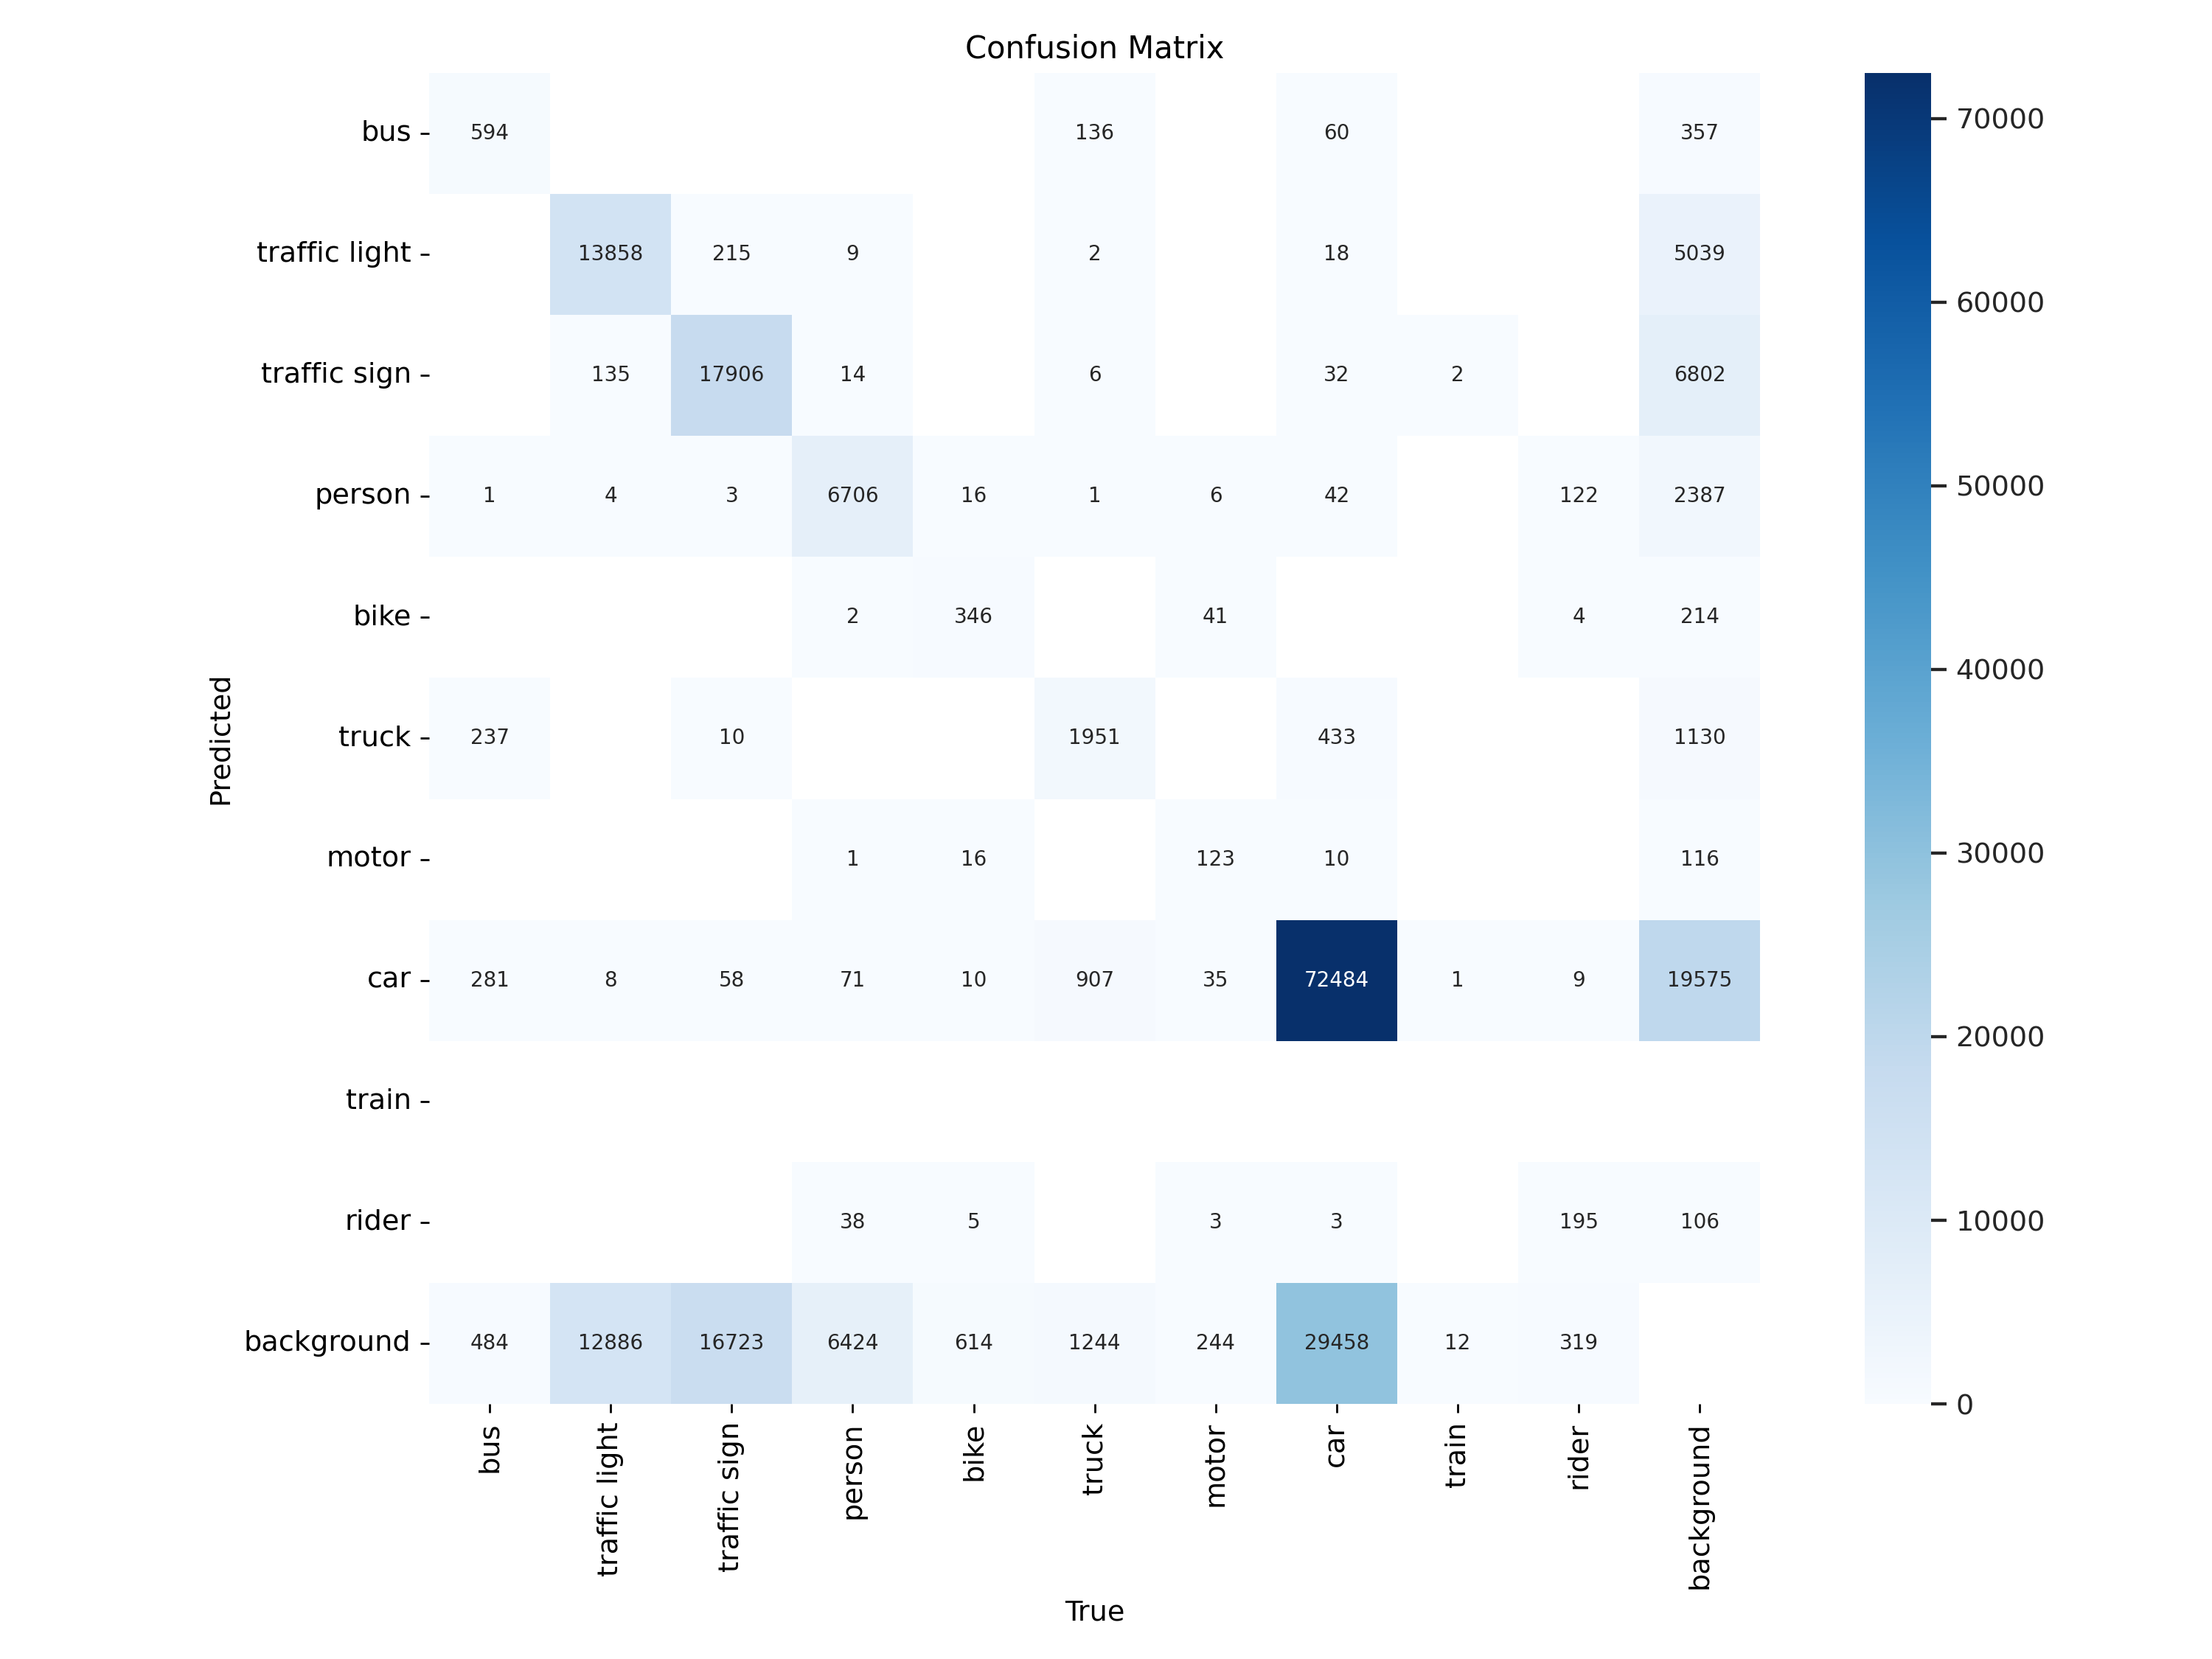 Confusion Matrix
bus 594 136 60 357 70000
traffic light 13858 215 9 2 18 5039 60000
traffic sign 135 17906 14 6 32 2 6802
person 1 4 3 6706 16 1 6 42 122 2387 50000
bike 2 346 41 4 214 40000
truck 237 10 1951 433 1130
motor 1 16 123 10 116 30000
car 281 8 58 71 10 907 35 72484 1 9 19575 20000
train
rider 38 5 3 3 195 106 10000
background 484 12886 16723 6424 614 1244 244 29458 12 319 0
Predicted
bus traffic light traffic sign person bike truck motor car train rider background
True